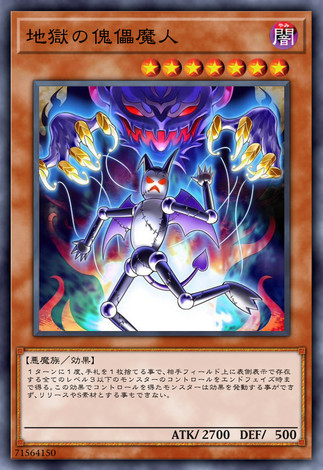 地獄の傀儡魔人
やみ
闇
【悪魔族／効果】
１ターンに１度、手札を１枚捨てる事で、相手フィールド上に表側表示で存在
する全てのレベル３以下のモンスターのコントロールをエンドフェイズ時まで
得る。この効果でコントロールを得たモンスターは効果を発動する事ができ
ず、リリースやS素材とする事もできない。
ATK/ 2700 DEF/ 500
71564150